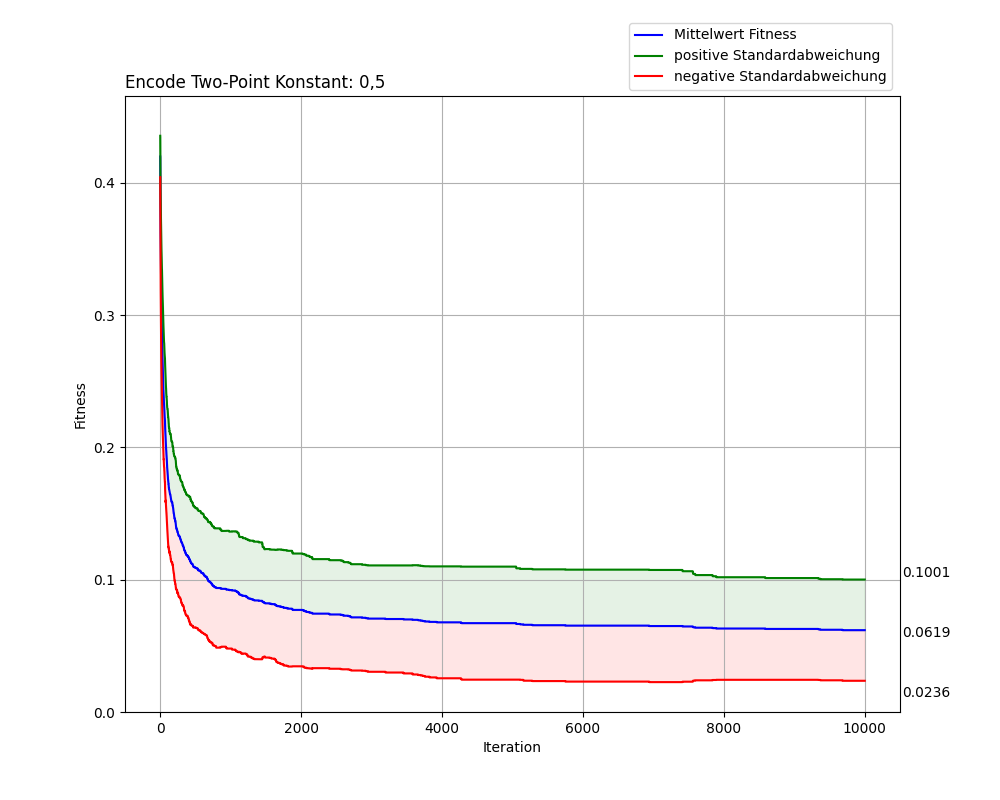 Mittelwert Fitness
positive Standardabweichung
negative Standardabweichung
Encode Two-Point Konstant: 0,5
0.4
0.3
0.2
0.1
0.0
Fitness
0.1001
0.0619
0.0236
0 2000 4000 6000 8000 10000
Iteration